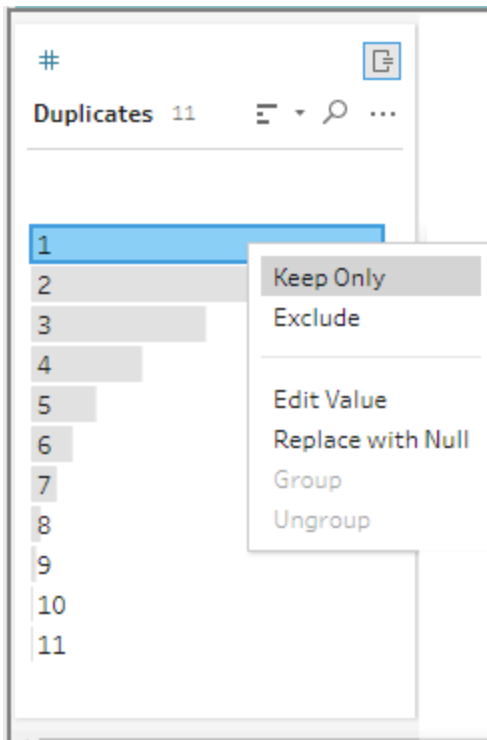 #
Duplicates 11
1
2
3
4
5
6
7
8
9
10
11
Keep Only
Exclude
Edit Value
Replace with Null
Group
Ungroup